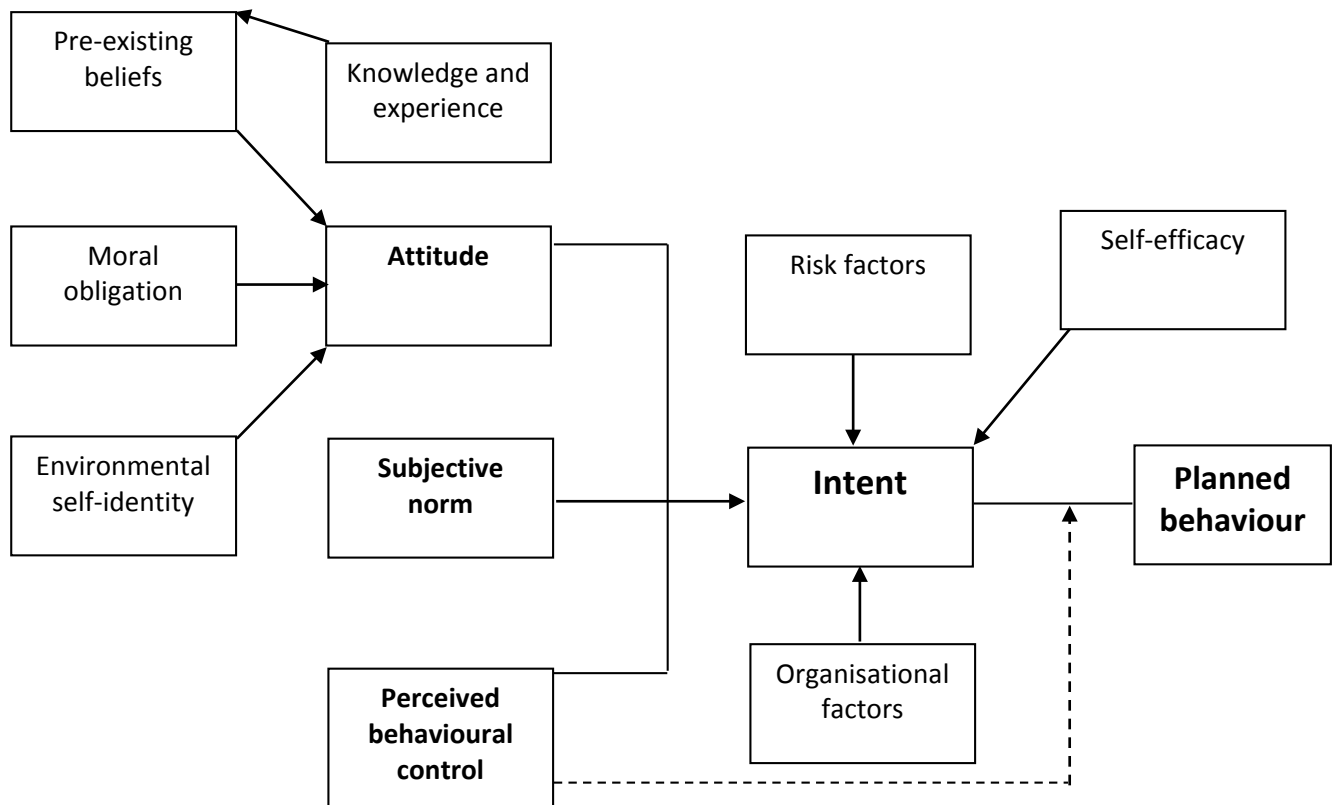 Pre-existing
beliefs
Knowledge and
experience
Moral
obligation
Attitude
Risk factors
Self-efficacy
Environmental
self-identity
Subjective
norm
Intent
Planned
behaviour
Perceived
behavioural
control
Organisational
factors